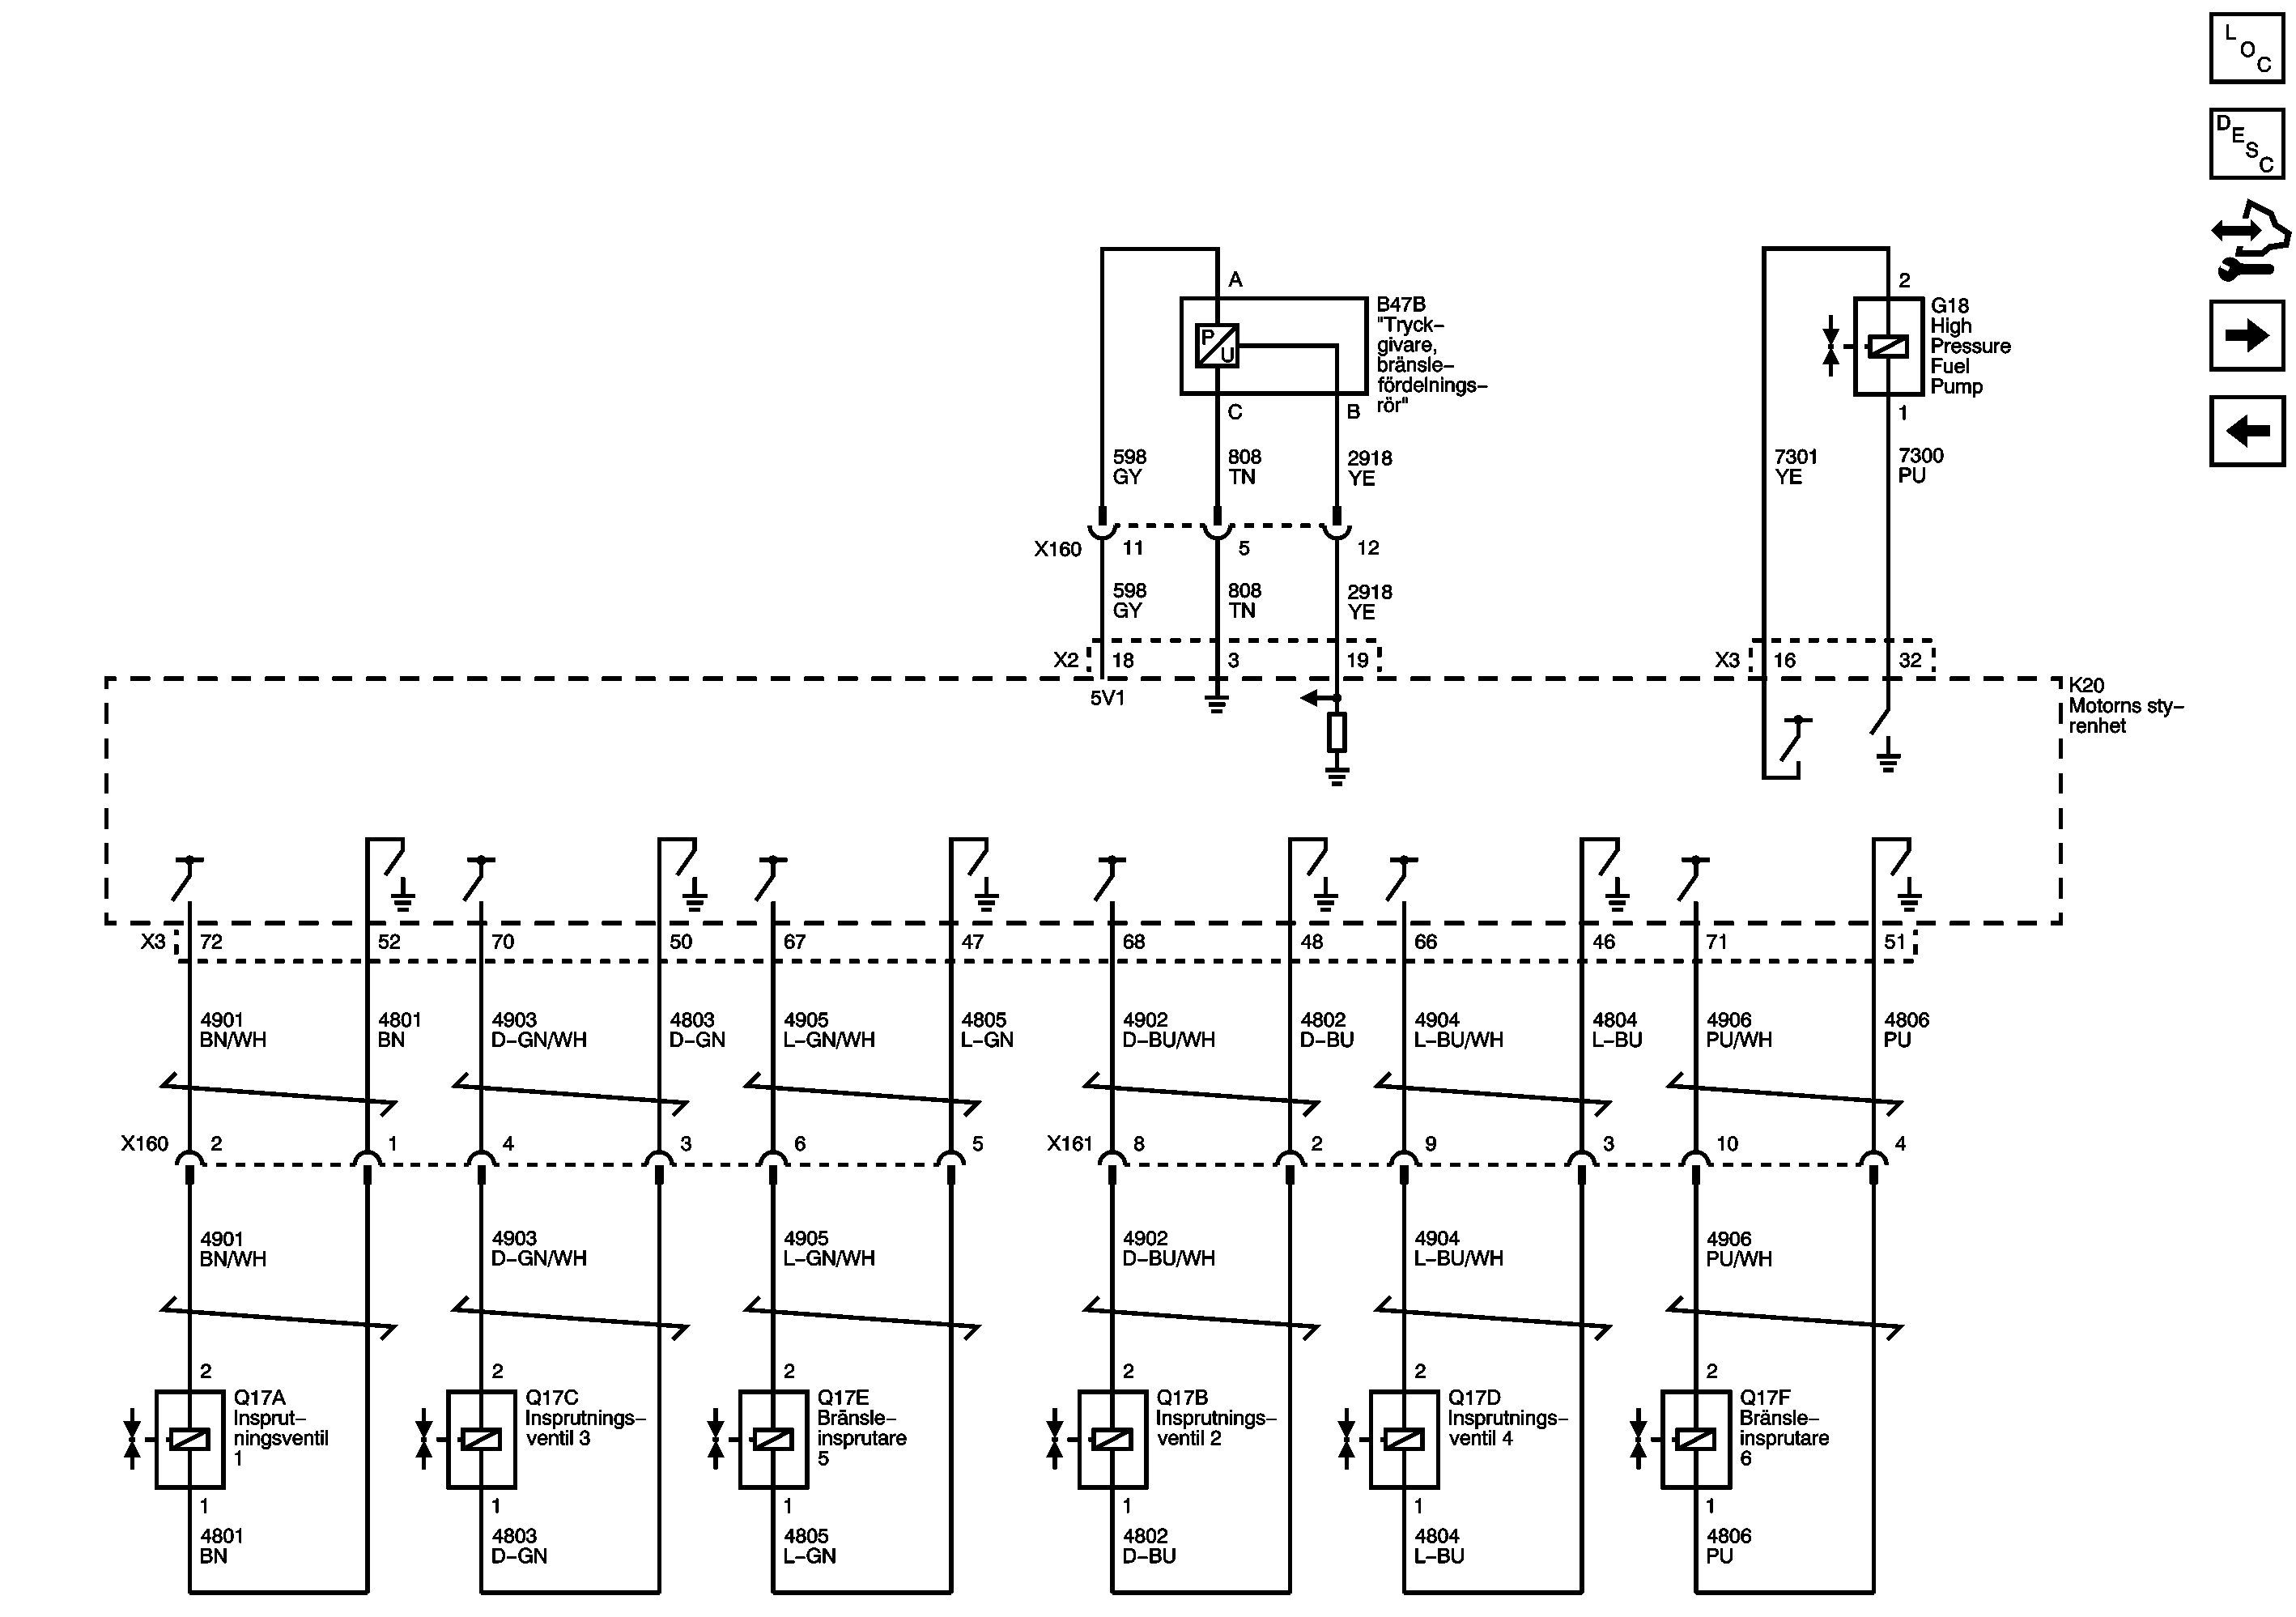 L
O
C
D
E
S
C
A
B47B
"Tryck–
givare,
bränsle–
fördelnings–
rör"
P
U
C
B
2
G18
High
Pressure
Fuel
Pump
1
598
GY
808
TN
2918
YE
7301
YE
7300
PU
X160 11 5 12
598
GY
808
TN
2918
YE
X2 18 3 19 X3 16 32
5V1
K20
Motorns sty–
renhet
X3 72 52 70 50 67 47 68 48 66 46 71 51
4901 4801 4903 4803 4905 4805 4902 4802 4904 4804 4906 4806
BN/WH BN D–GN/WH D–GN L–GN/WH L–GN D–BU/WH D–BU L–BU/WH L–BU PU/WH PU
X160 2 1 4 3 6 5 X161 8 2 9 3 10 4
4901 4903 4905 4902 4904 4906
BN/WH D–GN/WH L–GN/WH D–BU/WH L–BU/WH PU/WH
2 2 2 2 2 2
Q17A
Insprut–
ningsventil
1
Q17C
Insprutnings–
ventil 3
Q17E
Bränsle–
insprutare
5
Q17B
Insprutnings–
ventil 2
Q17D
Insprutnings–
ventil 4
Q17F
Bränsle–
insprutare
6
1 1 1 1 1 1
4801 4803 4805 4802 4804 4806
BN D–GN L–GN D–BU L–BU PU